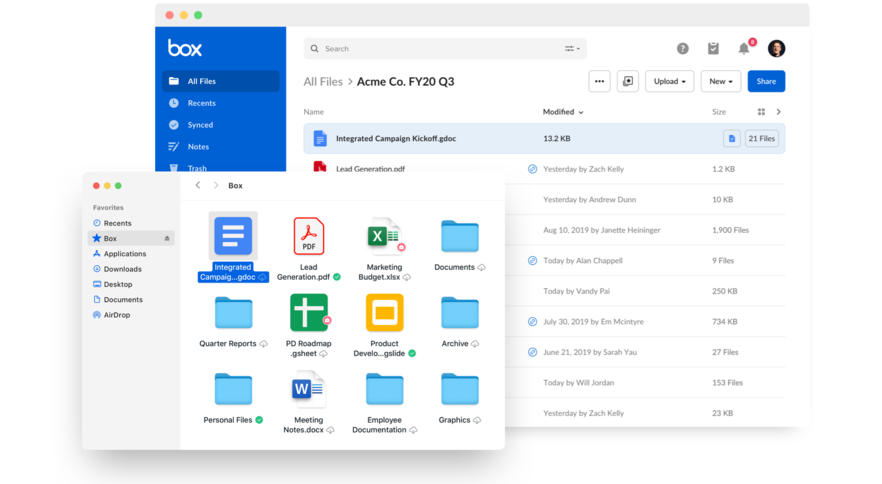 box
Search
8
All Files
Recents
Synced
Notes
Trash
All Files > Acme Co. FY20 Q3
Upload
New
Share
Name
Modified
Size
Integrated Campaign Kickoff.gdoc
13.2 KB
21 Files
Lead Generation.pdf
Yesterday by Zach Kelly
1.2 KB
Yesterday by Andrew Dunn
10 KB
Aug 10, 2019 by Janette Heininger
1,900 Files
Today by Alan Chappell
9 Files
Today by Vandy Pai
250 KB
July 30, 2019 by Em Mcintyre
734 KB
June 21, 2019 by Sarah Yau
27 Files
Today by Will Jordan
153 Files
Yesterday by Zach Kelly
23 KB
Favorites
Recents
Box
Applications
Downloads
Desktop
Documents
AirDrop
Box
PDF
X
Integrated
Campaig...gdoc
Lead
Generation.pdf
Marketing
Budget.xlsx
Documents
Quarter Reports
PD Roadmap
.gsheet
Product
Develo...gslide
Archive
W
Personal Files
Meeting
Notes.docx
Employee
Documentation
Graphics